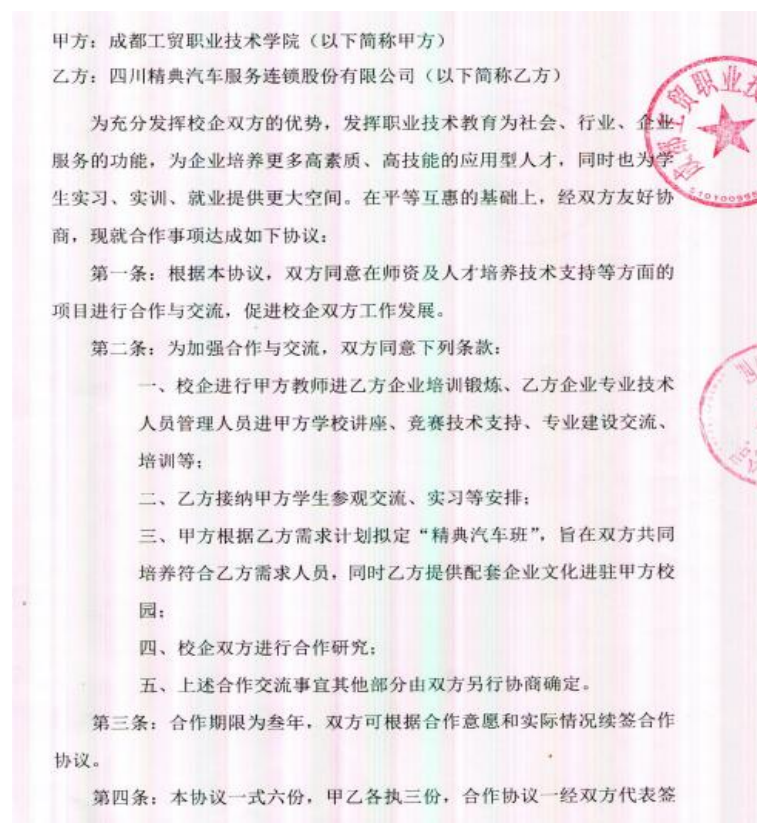 甲方：成都工贸职业技术学院（以下简称甲方）
乙方：四川精典汽车服务连锁股份有限公司（以下简称乙方）
为充分发挥校企双方的优势，发挥职业技术教育为社会、行业、企业
服务的功能，为企业培养更多高素质、高技能的应用型人才，同时也为学
生实习、实训、就业提供更大空间。在平等互惠的基础上，经双方友好协
商，现就合作事项达成如下协议：
第一条：根据本协议，双方同意在师资及人才培养技术支持等方面的
项目进行合作与交流，促进校企双方工作发展。
第二条：为加强合作与交流，双方同意下列条款：
一、校企进行甲方教师进乙方企业培训锻炼、乙方企业专业技术
人员管理人员进甲方学校讲座、竞赛技术支持、专业建设交流、
培训等；
二、乙方接纳甲方学生参观交流、实习等安排；
三、甲方根据乙方需求计划拟定“精典汽车班”，旨在双方共同
培养符合乙方需求人员，同时乙方提供配套企业文化进驻甲方校
园；
四、校企双方进行合作研究；
五、上述合作交流事宜其他部分由双方另行协商确定。
第三条：合作期限为叁年，双方可根据合作意愿和实际情况续签合作
协议。
第四条：本协议一式六份，甲乙各执三份，合作协议一经双方代表签
工贸职业技